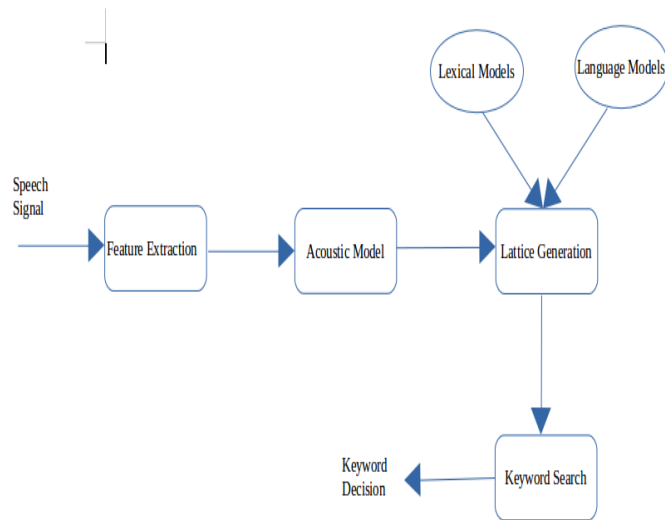 Lexical Models
Language Models
Speech
Signal
Feature Extraction
Acoustic Model
Lattice Generation
Keyword
Decision
Keyword Search